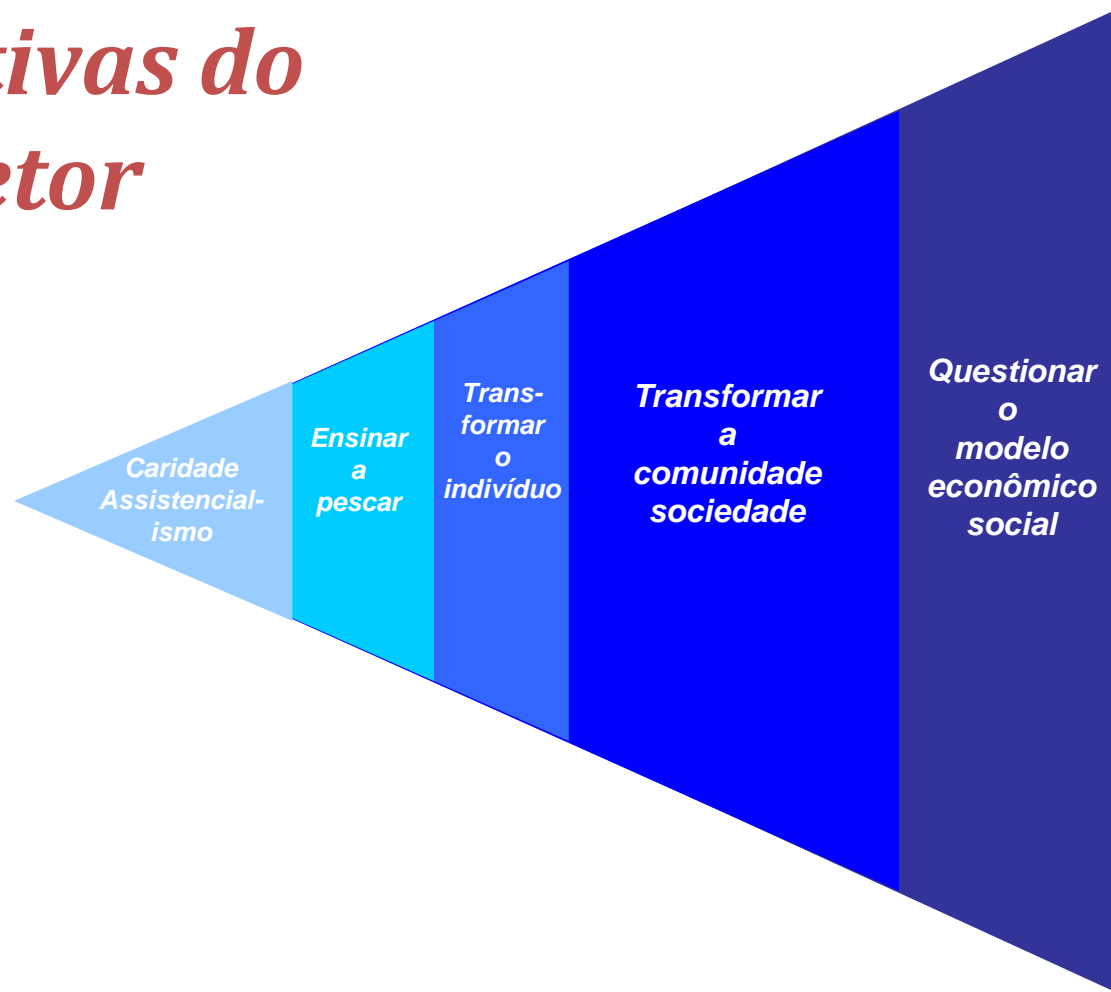 tivas do
etor
Caridade
Assistencial-
ismo
Ensinar
a
pescar
Trans-
formar
o
indivíduo
Transformar
a
comunidade
sociedade
Questionar
o
modelo
econômico
social